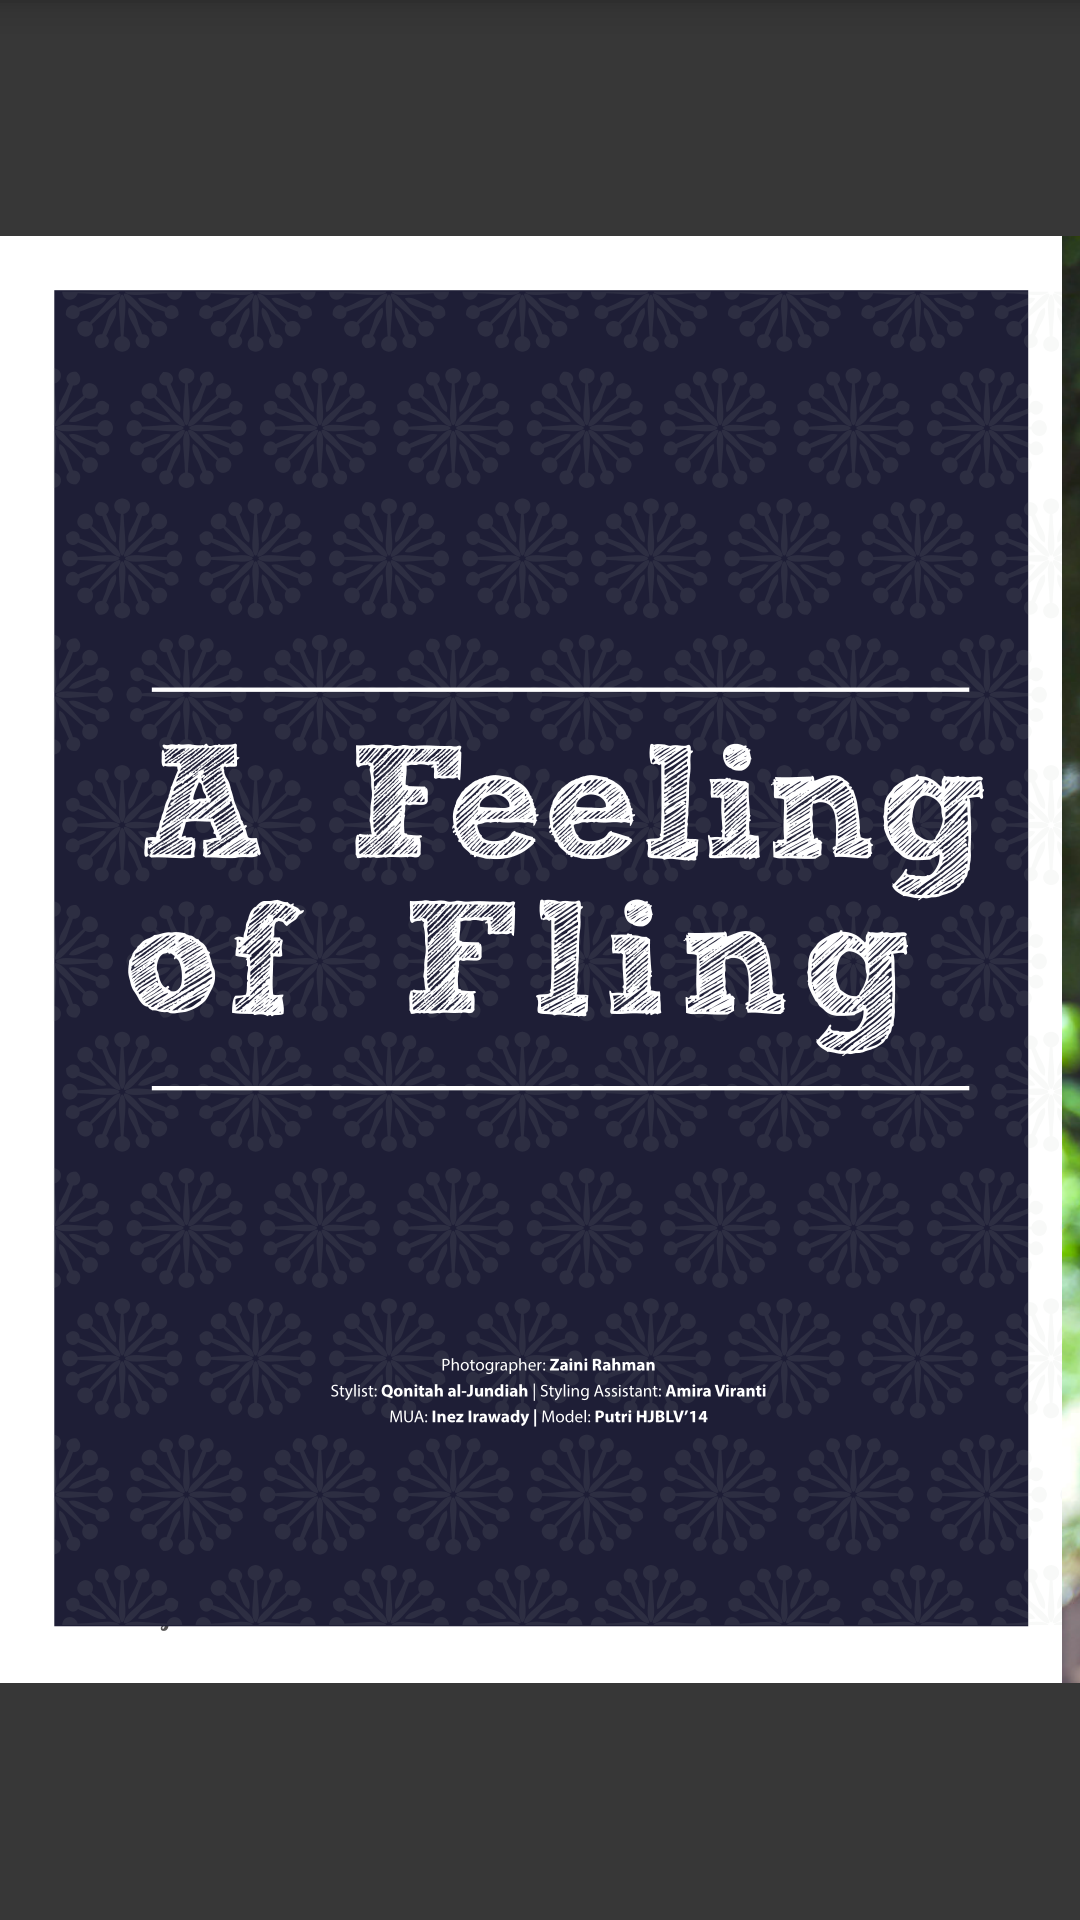 A Feeling
of Fling
Photographer: Zaini Rahman
Stylist: Qonitah al-Jundiah | Styling Assistant: Amira Viranti
MUA: Inez Irawady | Model: Putri HJBLV’14